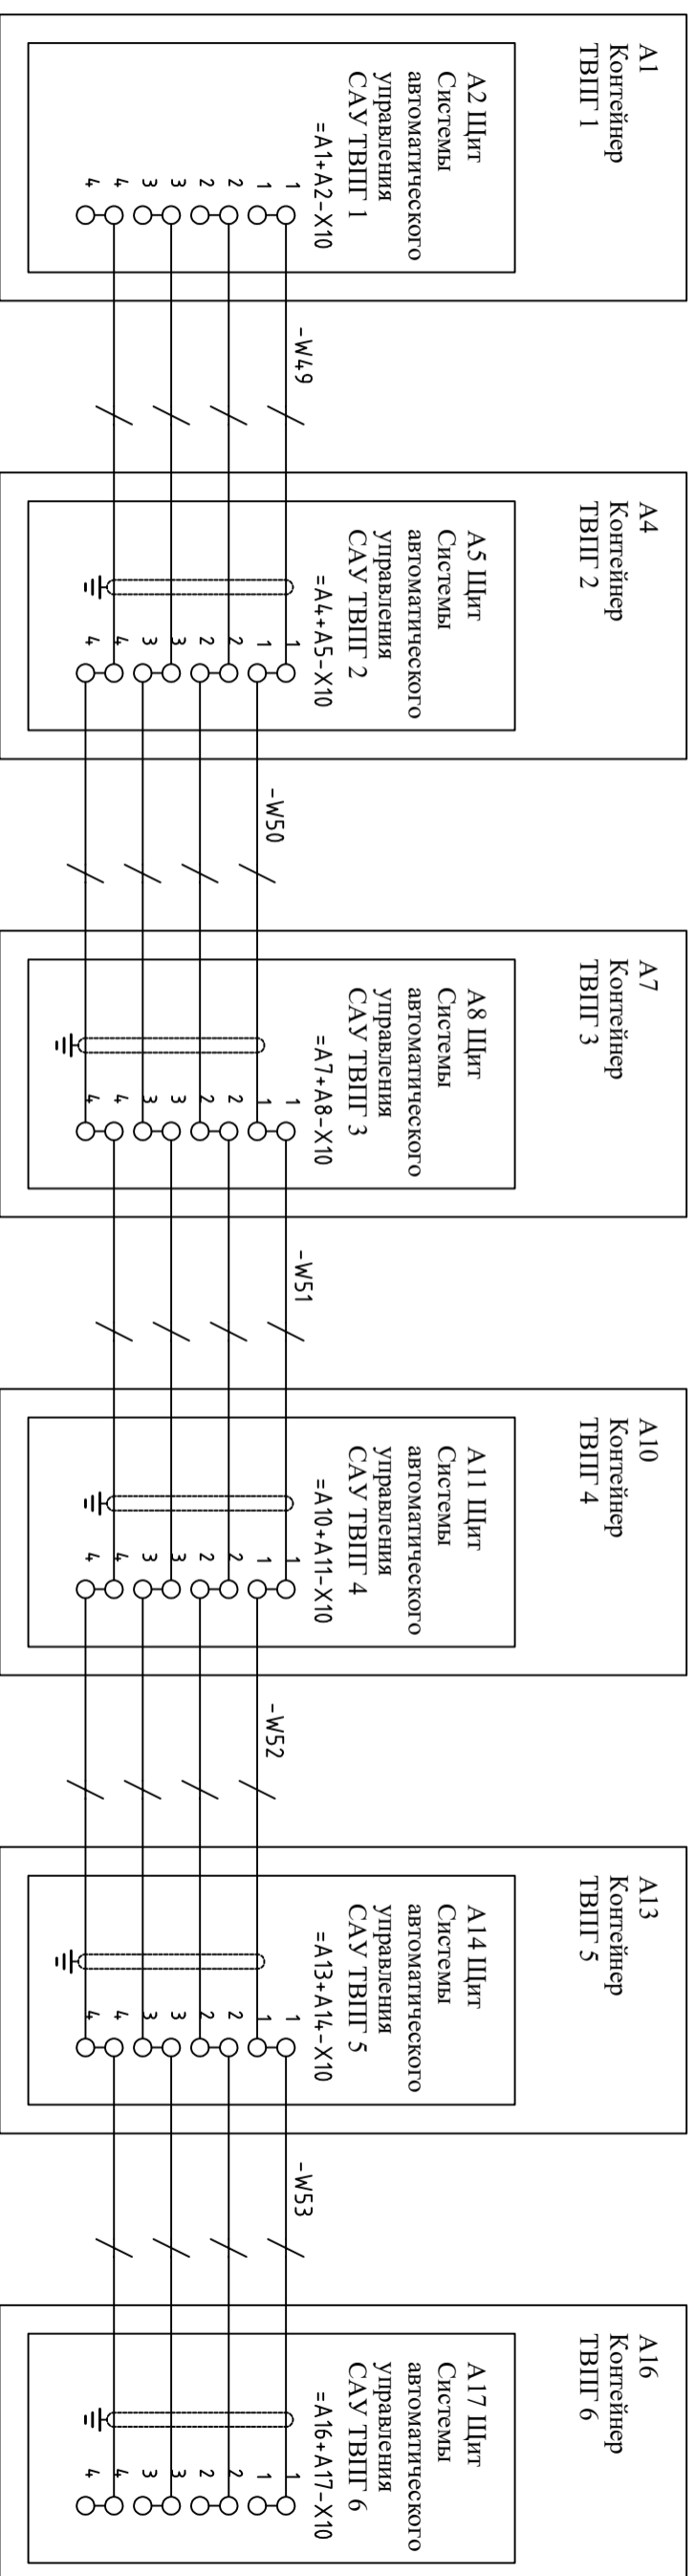 A1
Контейнер
ТВПГ 1
A2 Щит
Системы
автоматического
управления
САУ ТВПГ 1
=A1+A2-X10
1
1
2
2
3
3
4
4
-W49
A4
Контейнер
ТВПГ 2
A5 Щит
Системы
автоматического
управления
САУ ТВПГ 2
=A4+A5-X10
1
1
2
2
3
3
4
4
-W50
A7
Контейнер
ТВПГ 3
A8 Щит
Системы
автоматического
управления
САУ ТВПГ 3
=A7+A8-X10
1
1
2
2
3
3
4
4
-W51
A10
Контейнер
ТВПГ 4
A11 Щит
Системы
автоматического
управления
САУ ТВПГ 4
=A10+A11-X10
1
1
2
2
3
3
4
4
-W52
A13
Контейнер
ТВПГ 5
A14 Щит
Системы
автоматического
управления
САУ ТВПГ 5
=A13+A14-X10
1
1
2
2
3
3
4
4
-W53
A16
Контейнер
ТВПГ 6
A17 Щит
Системы
автоматического
управления
САУ ТВПГ 6
=A16+A17-X10
1
1
2
2
3
3
4
4